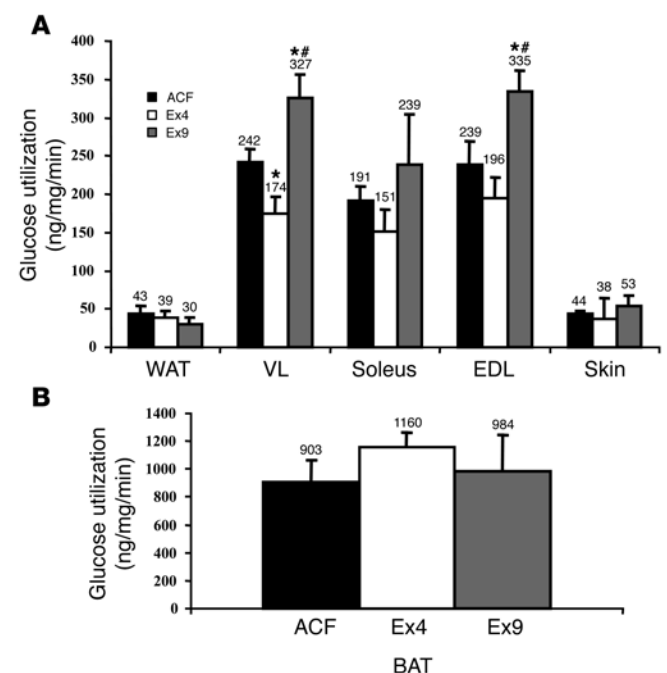 A
400
350
300
250
200
150
100
50
0
Glucose utilization
(ng/mg/min)
ACF
Ex4
Ex9
43
39
30
242
*
174
*#
327
191
151
239
239
196
*#
335
44
38
53
WAT
VL
Soleus
EDL
Skin
B
1400
1200
1000
800
600
400
200
0
Glucose utilization
(ng/mg/min)
903
1160
984
ACF
Ex4
Ex9
BAT